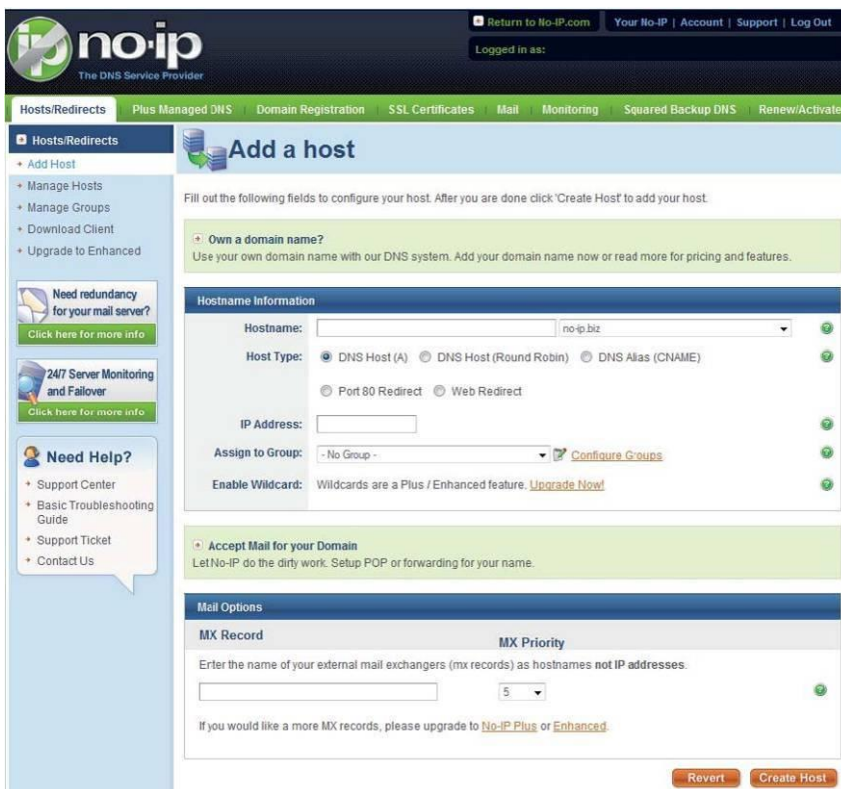 no-ip
The DNS Service Provider
Return to No-IP.com
Your No-IP | Account | Support | Log Out
Logged in as:
Hosts/Redirects
Plus Managed DNS
Domain Registration
SSL Certificates
Mail
Monitoring
Squared Backup DNS
Renew/Activate
Hosts/Redirects
Add Host
Manage Hosts
Manage Groups
Download Client
Upgrade to Enhanced
Need redundancy
for your mail server?
Click here for more info
24/7 Server Monitoring
and Failover
Click here for more info
Need Help?
Support Center
Basic Troubleshooting
Guide
Support Ticket
Contact Us
Add a host
Fill out the following fields to configure your host. After you are done click 'Create Host' to add your host.
Own a domain name?
Use your own domain name with our DNS system. Add your domain name now or read more for pricing and features.
Hostname Information
Hostname:
no-ip.biz
Host Type:
DNS Host (A)
DNS Host (Round Robin)
DNS Alias (CNAME)
Port 80 Redirect
Web Redirect
IP Address:
Assign to Group:
- No Group -
Configure Groups
Enable Wildcard:
Wildcards are a Plus / Enhanced feature. Upgrade Now!
Accept Mail for your Domain
Let No-IP do the dirty work. Setup POP or forwarding for your name.
Mail Options
MX Record
MX Priority
Enter the name of your external mail exchangers (mx records) as hostnames not IP addresses.
5
If you would like a more MX records, please upgrade to No-IP Plus or Enhanced.
Revert
Create Host